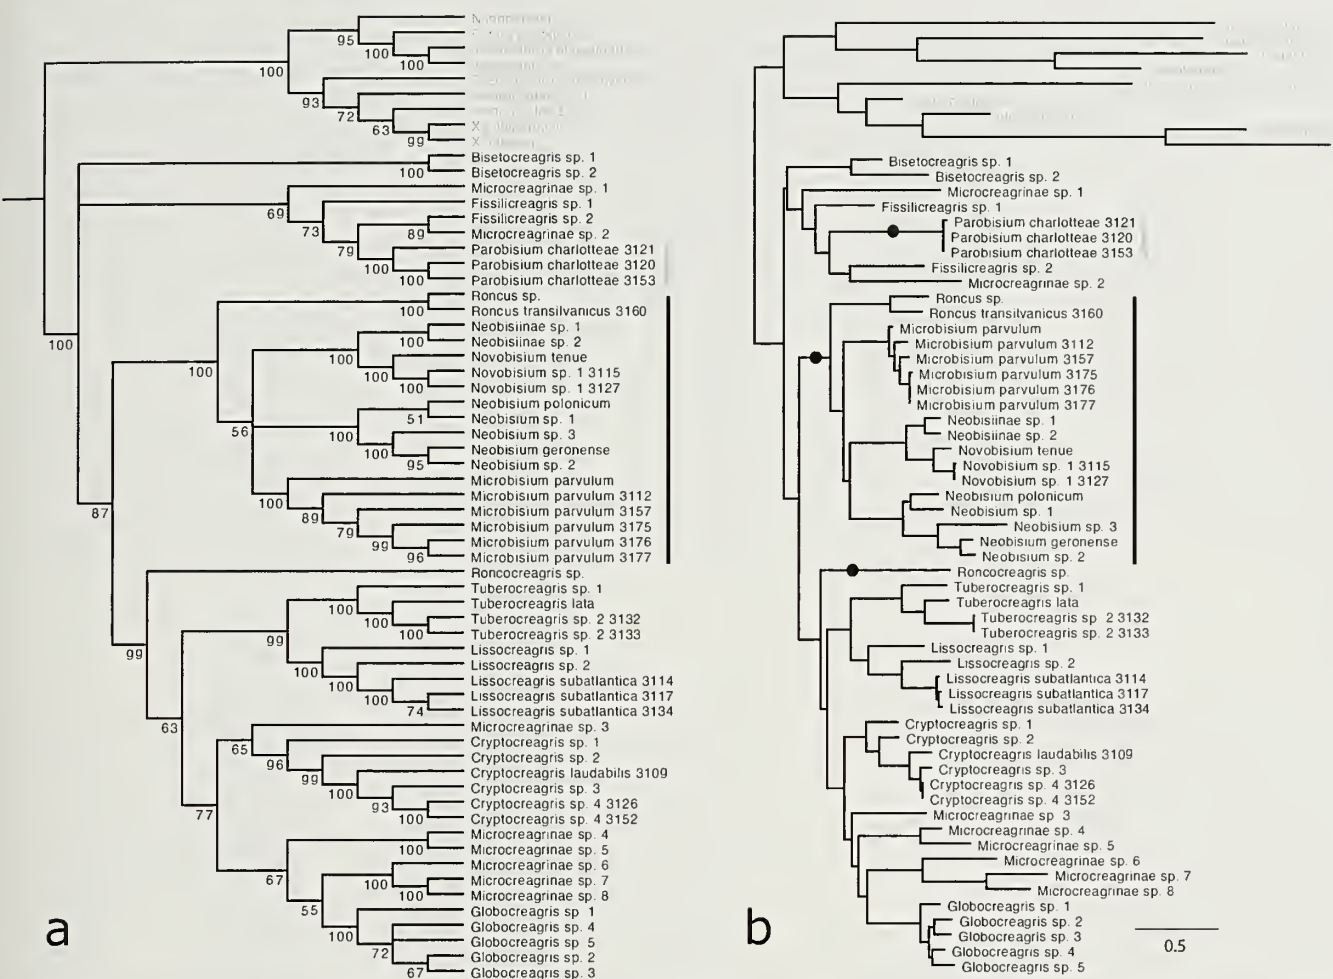 95
100
100
100
93
72
63
99
Bisetocreagris sp. 1
Bisetocreagris sp. 2
100
Microcreagrinae sp. 1
69
Fissilicreagris sp. 1
73
Fissilicreagris sp. 2
89
Microcreagrinae sp. 2
79
Parobisium charlotteae 3121
100
Parobisium charlotteae 3120
100
Parobisium charlotteae 3153
Roncus sp.
100
Roncus transilvanicus 3160
100
Neobisiinae sp. 1
100
Neobisiinae sp. 2
100
Novobisium tenue
100
Novobisium sp. 1 3115
100
Novobisium sp. 1 3127
Neobisium polonicum
51
Neobisium sp. 1
56
100
Neobisium sp. 3
100
Neobisium geronense
95
Neobisium sp. 2
Microbisium parvulum
100
Microbisium parvulum 3112
89
Microbisium parvulum 3157
79
Microbisium parvulum 3175
99
Microbisium parvulum 3176
96
Microbisium parvulum 3177
100
87
Roncocreagris sp.
Tuberocreagris sp. 1
100
Tuberocreagris lata
100
Tuberocreagris sp. 2 3132
100
Tuberocreagris sp. 2 3133
99
99
Lissocreagris sp. 1
100
Lissocreagris sp. 2
100
Lissocreagris subatlantica 3114
100
Lissocreagris subatlantica 3117
74
Lissocreagris subatlantica 3134
63
Microcreagrinae sp. 3
65
Cryptocreagris sp. 1
96
Cryptocreagris sp. 2
99
Cryptocreagris laudabilis 3109
100
Cryptocreagris sp. 3
93
Cryptocreagris sp. 4 3126
100
Cryptocreagris sp. 4 3152
77
Microcreagrinae sp. 4
100
Microcreagrinae sp. 5
67
Microcreagrinae sp. 6
100
Microcreagrinae sp. 7
100
Microcreagrinae sp. 8
55
Globocreagris sp. 1
100
Globocreagris sp. 4
72
Globocreagris sp. 5
Globocreagris sp. 2
67
Globocreagris sp. 3
a
Bisetocreagris sp. 1
Bisetocreagris sp. 2
Microcreagrinae sp. 1
Fissilicreagris sp. 1
Parobisium charlotteae 3121
Parobisium charlotteae 3120
Parobisium charlotteae 3153
Fissilicreagris sp. 2
Microcreagrinae sp. 2
Roncus sp.
Roncus transilvanicus 3160
Microbisium parvulum
Microbisium parvulum 3112
Microbisium parvulum 3157
Microbisium parvulum 3175
Microbisium parvulum 3176
Microbisium parvulum 3177
Neobisiinae sp. 1
Neobisiinae sp. 2
Novobisium tenue
Novobisium sp. 1 3115
Novobisium sp. 1 3127
Neobisium polonicum
Neobisium sp. 1
Neobisium sp. 3
Neobisium geronense
Neobisium sp. 2
Roncocreagris sp.
Tuberocreagris sp. 1
Tuberocreagris lata
Tuberocreagris sp. 2 3132
Tuberocreagris sp. 2 3133
Lissocreagris sp. 1
Lissocreagris sp. 2
Lissocreagris subatlantica 3114
Lissocreagris subatlantica 3117
Lissocreagris subatlantica 3134
Cryptocreagris sp. 1
Cryptocreagris sp. 2
Cryptocreagris laudabilis 3109
Cryptocreagris sp. 3
Cryptocreagris sp. 4 3126
Cryptocreagris sp. 4 3152
Microcreagrinae sp. 3
Microcreagrinae sp. 4
Microcreagrinae sp. 5
Microcreagrinae sp. 6
Microcreagrinae sp. 7
Microcreagrinae sp. 8
Globocreagris sp. 1
Globocreagris sp. 2
Globocreagris sp. 3
Globocreagris sp. 4
Globocreagris sp. 5
b
0.5